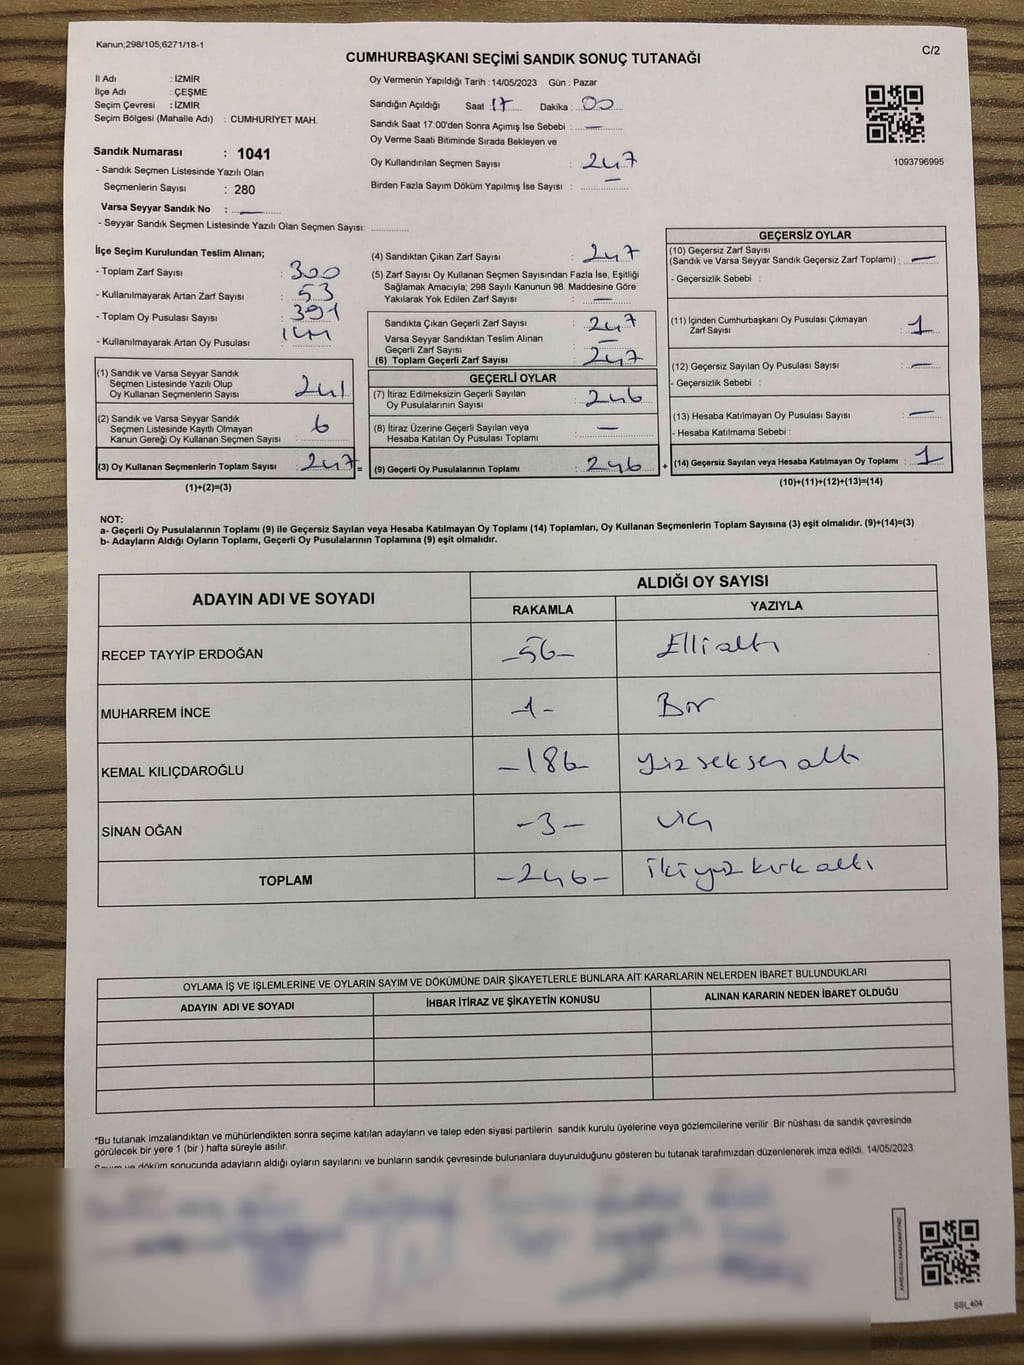 Kanun;298/105;6271/18-1
C/2
CUMHURBAŞKANI SEÇİMİ SANDIK SONUÇ TUTANAĞI
İl Adı : İZMİR
İlçe Adı : ÇEŞME
Seçim Çevresi : İZMİR
Seçim Bölgesi (Mahalle Adı) : CUMHURİYET MAH.
Sandık Numarası : 1041
- Sandık Seçmen Listesinde Yazılı Olan
Seçmenlerin Sayısı : 280
Varsa Seyyar Sandık No : —
- Seyyar Sandık Seçmen Listesinde Yazılı Olan Seçmen Sayısı: ............
Oy Vermenin Yapıldığı Tarih : 14/05/2023 Gün : Pazar
Sandığın Açıldığı Saat 17 Dakika : 00
Sandık Saat 17:00'den Sonra Açımış İse Sebebi : —
Oy Verme Saati Bitiminde Sırada Bekleyen ve
Oy Kullandırılan Seçmen Sayısı : 247
Birden Fazla Sayım Döküm Yapılmış İse Sayısı : —
1093796995
İlçe Seçim Kurulundan Teslim Alınan;
- Toplam Zarf Sayısı : 300
- Kullanılmayarak Artan Zarf Sayısı : 53
- Toplam Oy Pusulası Sayısı : 391
- Kullanılmayarak Artan Oy Pusulası : 144
(1) Sandık ve Varsa Seyyar Sandık
Seçmen Listesinde Yazılı Olup
Oy Kullanan Seçmenlerin Sayısı : 241
(2) Sandık ve Varsa Seyyar Sandık
Seçmen Listesinde Kayıtlı Olmayan
Kanun Gereği Oy Kullanan Seçmen Sayısı : 6
(3) Oy Kullanan Seçmenlerin Toplam Sayısı : 247 =
(1)+(2)=(3)
(4) Sandıktan Çıkan Zarf Sayısı : 247
(5) Zarf Sayısı Oy Kullanan Seçmen Sayısından Fazla İse, Eşitliği
Sağlamak Amacıyla; 298 Sayılı Kanunun 98. Maddesine Göre
Yakılarak Yok Edilen Zarf Sayısı : —
Sandıkta Çıkan Geçerli Zarf Sayısı : 247
Varsa Seyyar Sandıktan Teslim Alınan
Geçerli Zarf Sayısı : —
(6) Toplam Geçerli Zarf Sayısı : 247
GEÇERLİ OYLAR
(7) İtiraz Edilmeksizin Geçerli Sayılan
Oy Pusulalarının Sayısı : 246
(8) İtiraz Üzerine Geçerli Sayılan veya
Hesaba Katılan Oy Pusulası Toplamı : —
(9) Geçerli Oy Pusulalarının Toplamı : 246 +
GEÇERSİZ OYLAR
(10) Geçersiz Zarf Sayısı
(Sandık ve Varsa Seyyar Sandık Geçersiz Zarf Toplamı) : —
- Geçersizlik Sebebi :
(11) İçinden Cumhurbaşkanı Oy Pusulası Çıkmayan
Zarf Sayısı : 1
(12) Geçersiz Sayılan Oy Pusulası Sayısı : —
- Geçersizlik Sebebi :
(13) Hesaba Katılmayan Oy Pusulası Sayısı : —
- Hesaba Katılmama Sebebi :
(14) Geçersiz Sayılan veya Hesaba Katılmayan Oy Toplamı : 1
(10)+(11)+(12)+(13)=(14)
NOT:
a- Geçerli Oy Pusulalarının Toplamı (9) ile Geçersiz Sayılan veya Hesaba Katılmayan Oy Toplamı (14) Toplamları, Oy Kullanan Seçmenlerin Toplam Sayısına (3) eşit olmalıdır. (9)+(14)=(3)
b- Adayların Aldığı Oyların Toplamı, Geçerli Oy Pusulalarının Toplamına (9) eşit olmalıdır.
ADAYIN ADI VE SOYADI ALDIĞI OY SAYISI
RAKAMLA YAZIYLA
RECEP TAYYİP ERDOĞAN -56- Elli altı
MUHARREM İNCE -1- Bir
KEMAL KILIÇDAROĞLU -186 yüz seksen altı
SİNAN OĞAN -3- üç
TOPLAM -246- iki yüz kırk altı
OYLAMA İŞ VE İŞLEMLERİNE VE OYLARIN SAYIM VE DÖKÜMÜNE DAİR ŞİKAYETLERLE BUNLARA AİT KARARLARIN NELERDEN İBARET BULUNDUKLARI
ADAYIN ADI VE SOYADI İHBAR İTİRAZ VE ŞİKAYETİN KONUSU ALINAN KARARIN NEDEN İBARET OLDUĞU
*Bu tutanak imzalandıktan ve mühürlendikten sonra seçime katılan adayların ve talep eden siyasi partilerin sandık kurulu üyelerine veya gözlemcilerine verilir .Bir nüshası da sandık çevresinde
görülecek bir yere 1 (bir ) hafta süreyle asılır.
Sayım ve döküm sonucunda adayların aldığı oyların sayılarını ve bunların sandık çevresinde bulunanlara duyurulduğunu gösteren bu tutanak tarafımızdan düzenlenerek imza edildi. 14/05/2023
SSI_404